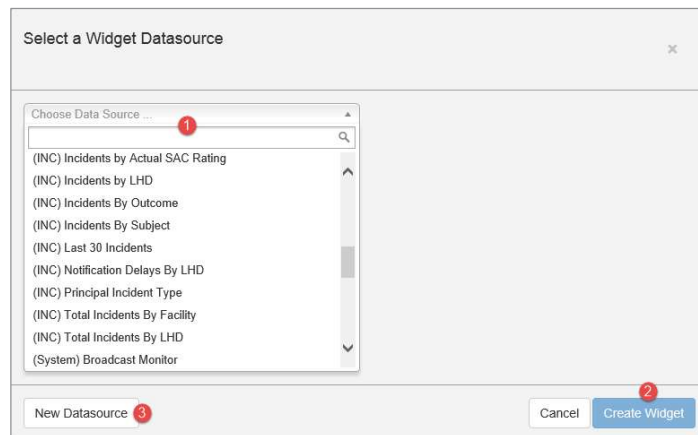 Select a Widget Datasource
×
Choose Data Source ...
1
(INC) Incidents by Actual SAC Rating
(INC) Incidents by LHD
(INC) Incidents By Outcome
(INC) Incidents By Subject
(INC) Last 30 Incidents
(INC) Notification Delays By LHD
(INC) Principal Incident Type
(INC) Total Incidents By Facility
(INC) Total Incidents By LHD
(System) Broadcast Monitor
2
New Datasource 3 Cancel Create Widget